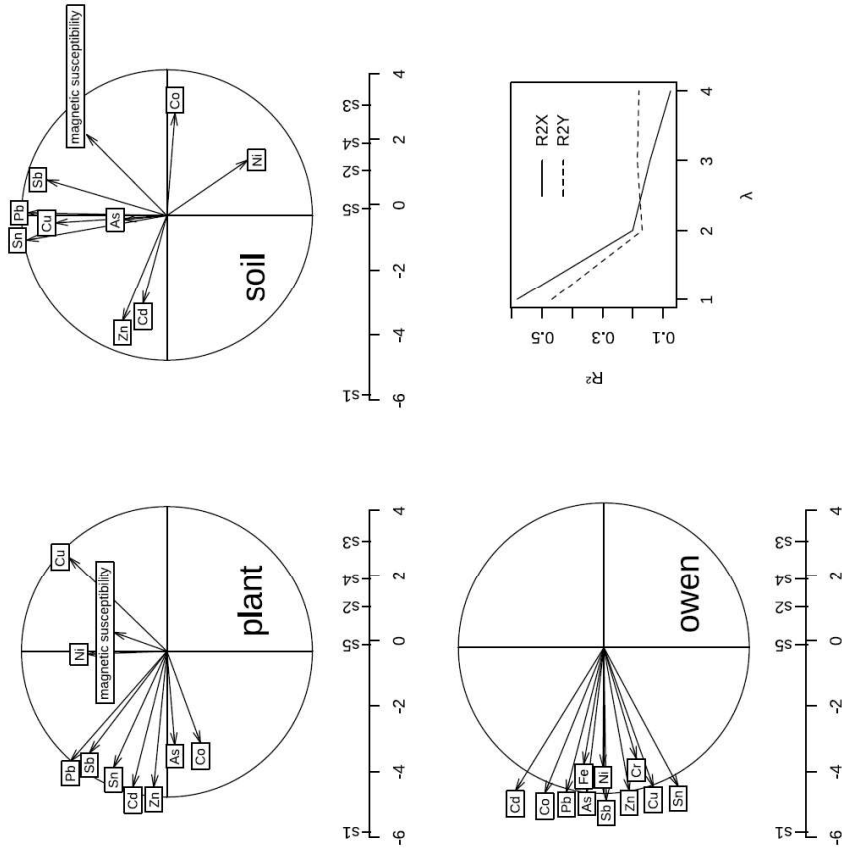 Cu
Pb
Ni
Sb
magnetic susceptibility
Sn
Cd
Zn
As
Co
plant
s1 s5 s2 s4 s3
-6 -4 -2 0 2 4
Sn
Pb
Sb
Cu
magnetic susceptibility
As
Zn
Cd
Co
Ni
soil
s1 s5 s2 s4 s3
-6 -4 -2 0 2 4
Cd
Co
Pb
Fe
As
Ni
Sb
Zn
Cr
Cu
Sn
owen
s1 s5 s2 s4 s3
-6 -4 -2 0 2 4
R2X
R2Y
R²
0.5
0.3
0.1
1 2 3 4